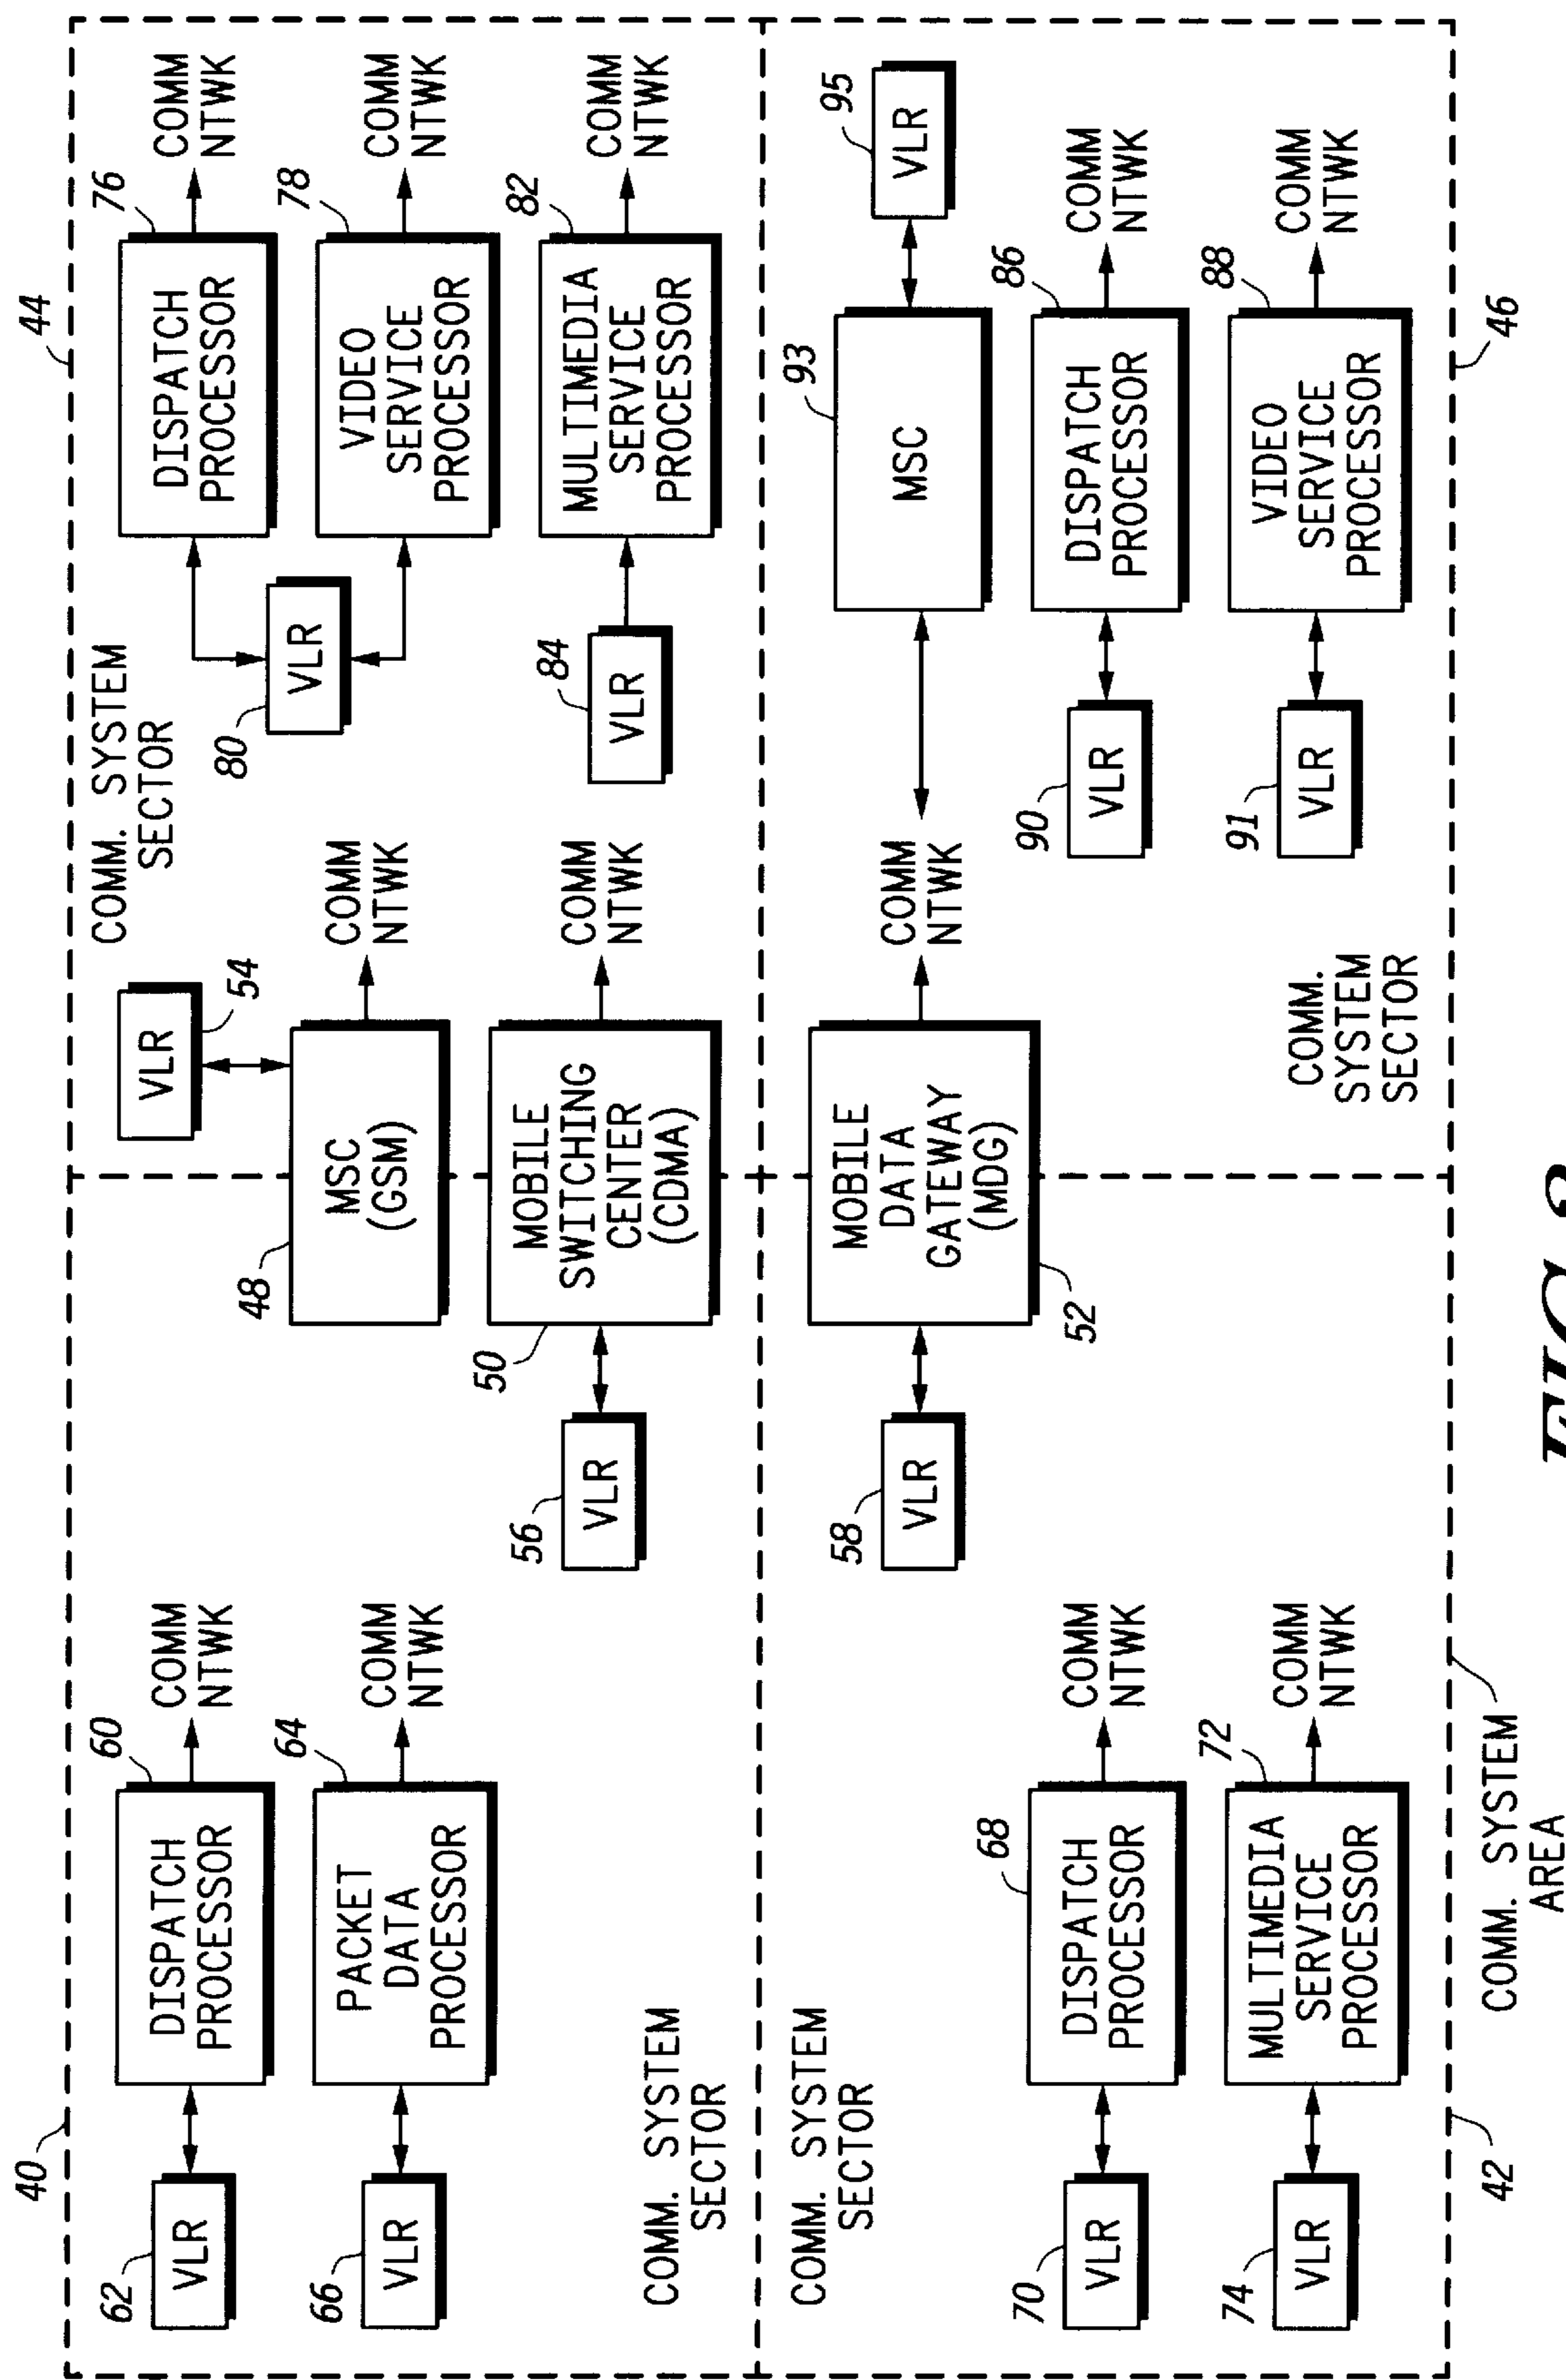 44
COMM. SYSTEM
SECTOR
VLR
54
MSC
(GSM)
48
COMM
NTWK
MOBILE
SWITCHING
CENTER
(CDMA)
50
COMM
NTWK
VLR
56
VLR
80
DISPATCH
PROCESSOR
76
COMM
NTWK
VIDEO
SERVICE
PROCESSOR
78
COMM
NTWK
VLR
84
MULTIMEDIA
SERVICE
PROCESSOR
82
COMM
NTWK
40
VLR
62
DISPATCH
PROCESSOR
60
COMM
NTWK
VLR
66
PACKET
DATA
PROCESSOR
64
COMM
NTWK
COMM. SYSTEM
SECTOR
COMM. SYSTEM
SECTOR
VLR
58
MOBILE
DATA
GATEWAY
(MDG)
52
COMM
NTWK
MSC
93
VLR
95
VLR
90
DISPATCH
PROCESSOR
86
COMM
NTWK
VLR
91
VIDEO
SERVICE
PROCESSOR
88
COMM
NTWK
COMM.
SYSTEM
SECTOR
46
VLR
70
DISPATCH
PROCESSOR
68
COMM
NTWK
VLR
74
MULTIMEDIA
SERVICE
PROCESSOR
72
COMM
NTWK
42
COMM. SYSTEM
AREA